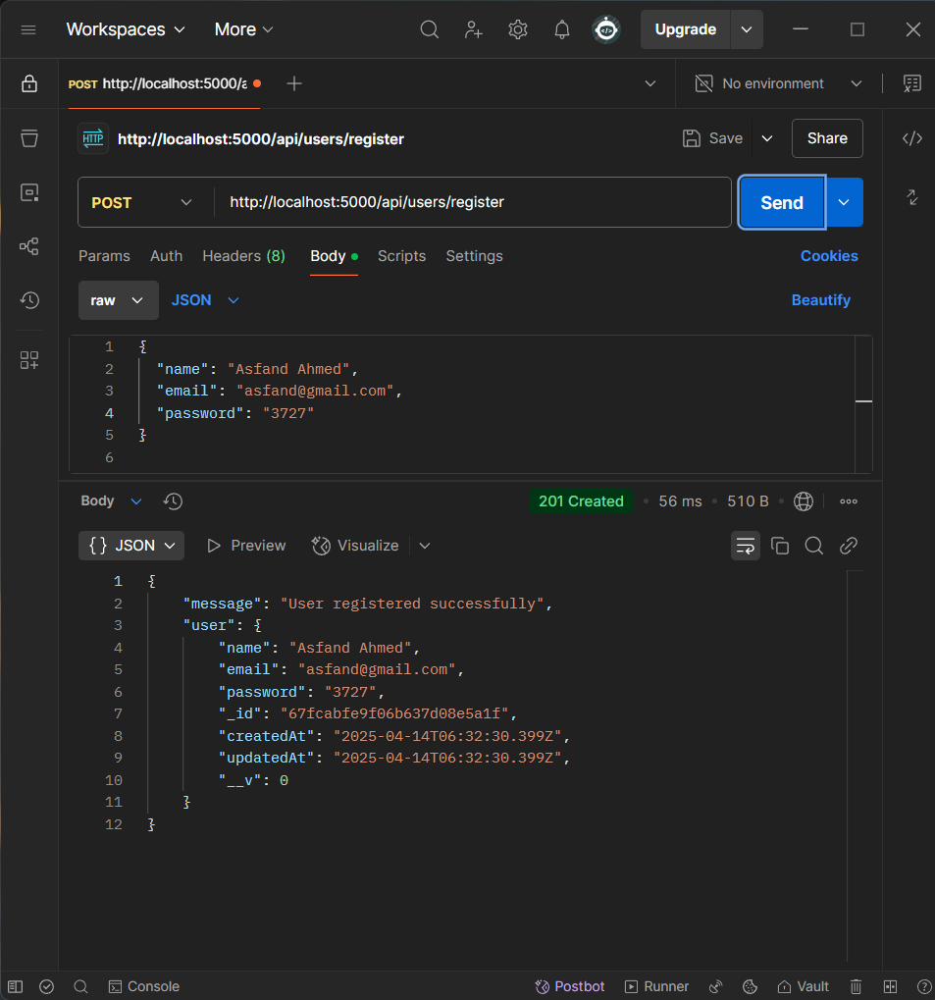 Workspaces More Upgrade
POST http://localhost:5000/a No environment
HTTP http://localhost:5000/api/users/register Save Share
POST http://localhost:5000/api/users/register Send
Params Auth Headers (8) Body Scripts Settings Cookies
raw JSON Beautify
1 {
2 "name": "Asfand Ahmed",
3 "email": "asfand@gmail.com",
4 "password": "3727"
5 }
6
Body 201 Created • 56 ms • 510 B •
{} JSON Preview Visualize
1 {
2 "message": "User registered successfully",
3 "user": {
4 "name": "Asfand Ahmed",
5 "email": "asfand@gmail.com",
6 "password": "3727",
7 "_id": "67fcabfe9f06b637d08e5a1f",
8 "createdAt": "2025-04-14T06:32:30.399Z",
9 "updatedAt": "2025-04-14T06:32:30.399Z",
10 "__v": 0
11 }
12 }
Console Postbot Runner Vault